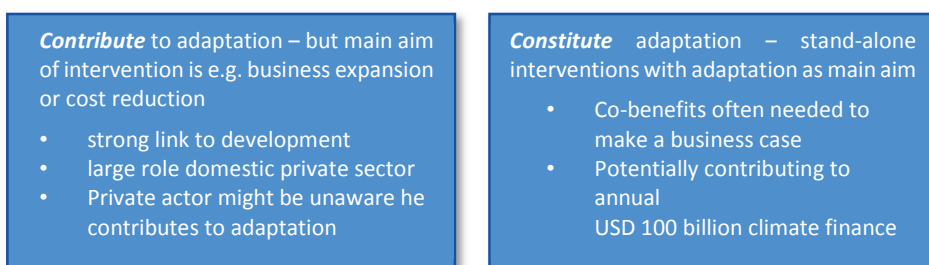 Contribute to adaptation – but main aim
of intervention is e.g. business expansion
or cost reduction
• strong link to development
• large role domestic private sector
• Private actor might be unaware he
contributes to adaptation
Constitute adaptation – stand-alone
interventions with adaptation as main aim
• Co-benefits often needed to
make a business case
• Potentially contributing to
annual
USD 100 billion climate finance